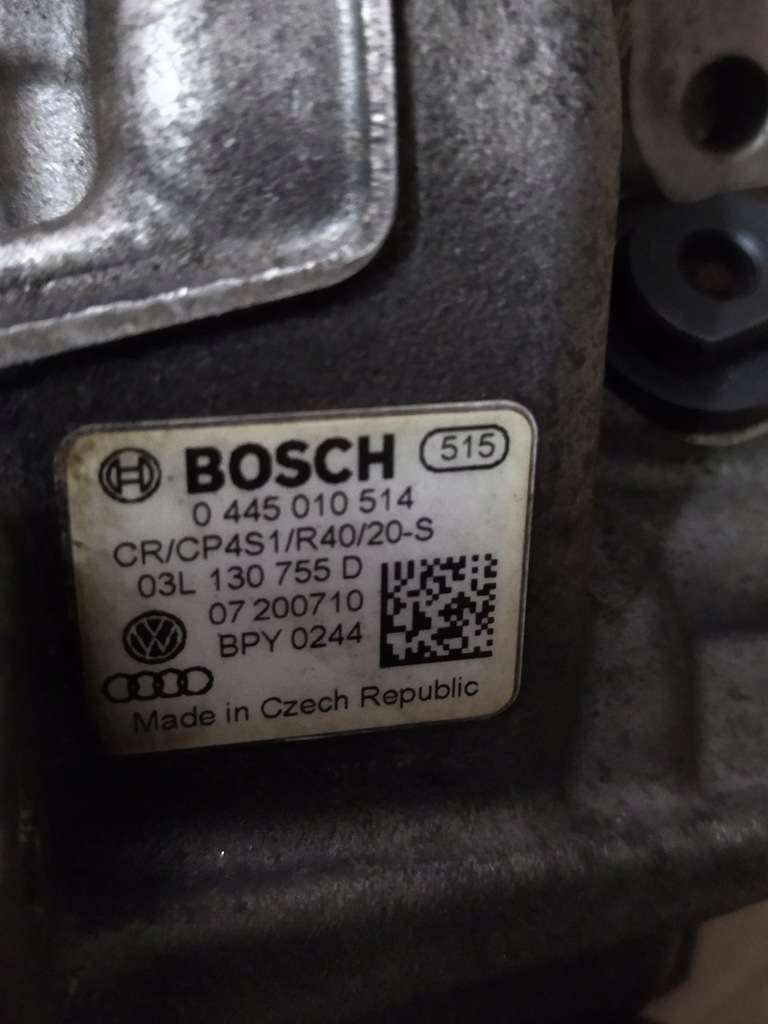 BOSCH 515
0 445 010 514
CR/CP4S1/R40/20-S
03L 130 755 D
07 200710
BPY 0244
Made in Czech Republic